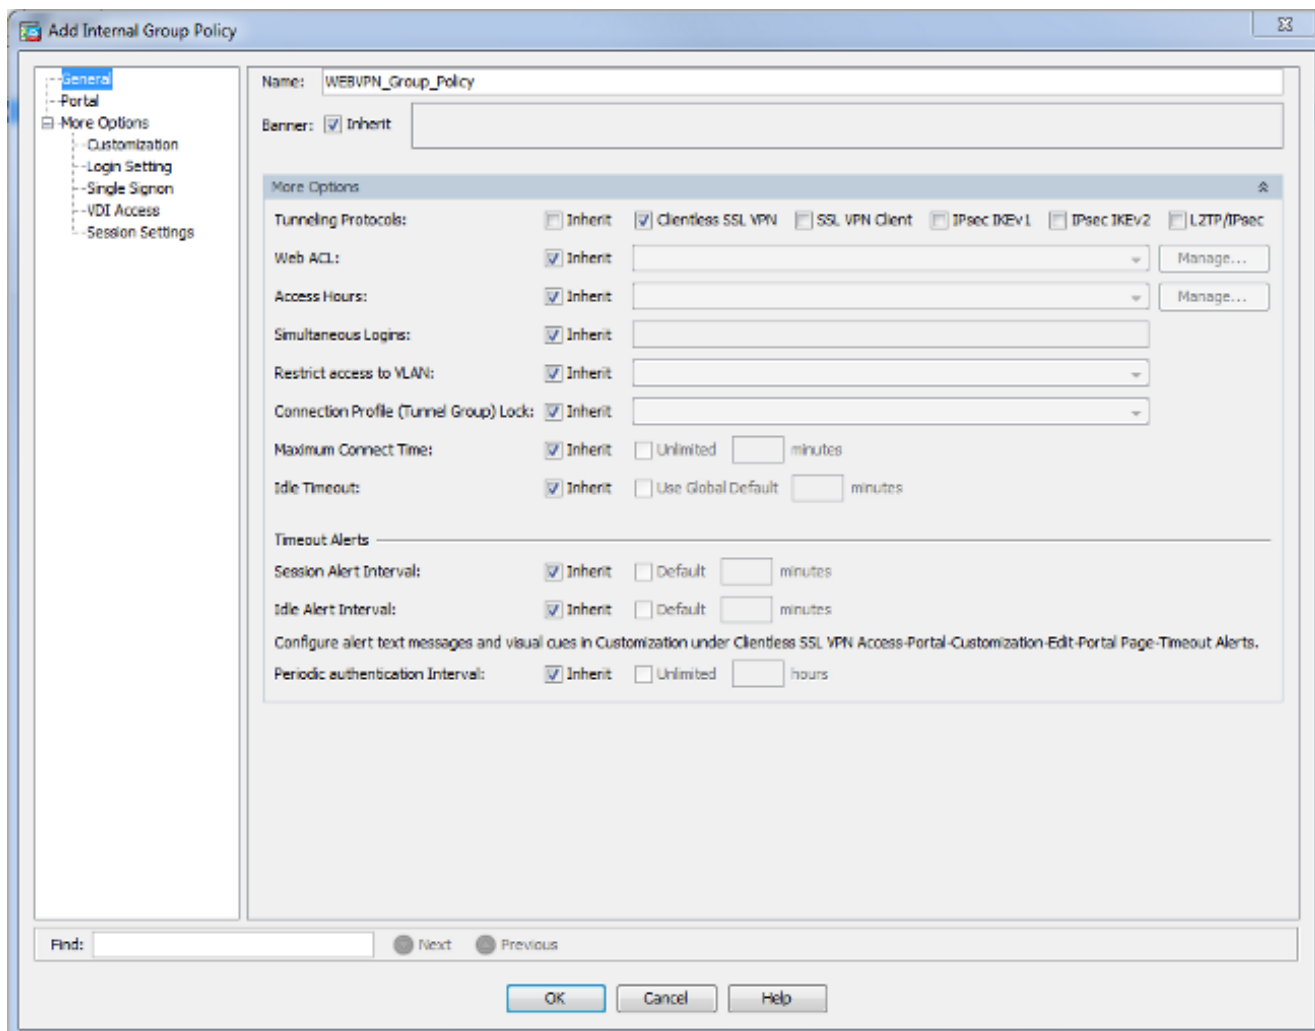 Add Internal Group Policy
General
Portal
More Options
Customization
Login Setting
Single Signon
VDI Access
Session Settings
Name: WEBVPN_Group_Policy
Banner: Inherit
More Options
Tunneling Protocols: Inherit Clientless SSL VPN SSL VPN Client IPsec IKEv1 IPsec IKEv2 L2TP/IPsec
Web ACL: Inherit Manage...
Access Hours: Inherit Manage...
Simultaneous Logins: Inherit
Restrict access to VLAN: Inherit
Connection Profile (Tunnel Group) Lock: Inherit
Maximum Connect Time: Inherit Unlimited minutes
Idle Timeout: Inherit Use Global Default minutes
Timeout Alerts
Session Alert Interval: Inherit Default minutes
Idle Alert Interval: Inherit Default minutes
Configure alert text messages and visual cues in Customization under Clientless SSL VPN Access-Portal-Customization-Edit-Portal Page-Timeout Alerts.
Periodic authentication Interval: Inherit Unlimited hours
Find: Next Previous
OK Cancel Help